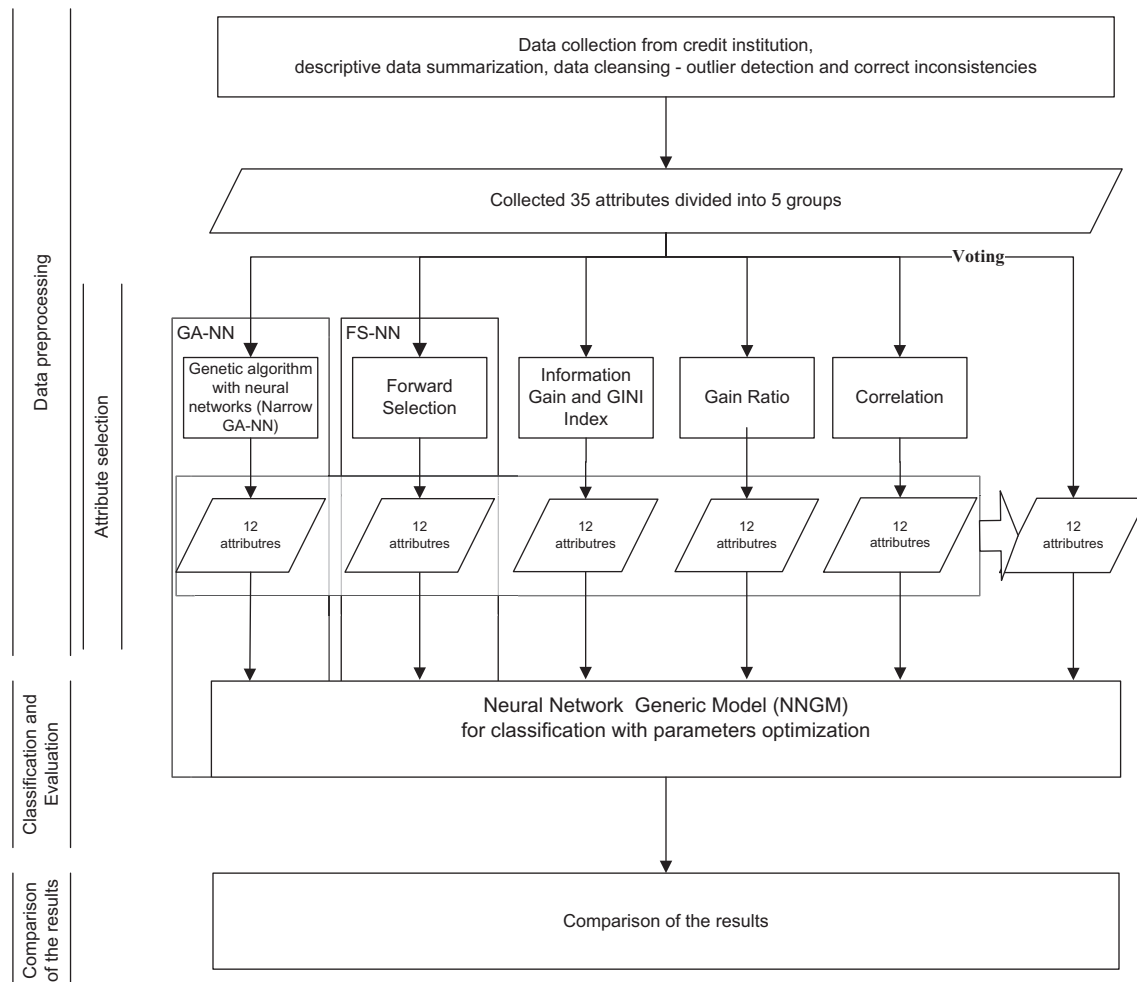 Data collection from credit institution,
descriptive data summarization, data cleansing - outlier detection and correct inconsistencies
Collected 35 attributes divided into 5 groups
Voting
Data preprocessing
Attribute selection
GA-NN
Genetic algorithm
with neural
networks (Narrow
GA-NN)
FS-NN
Forward
Selection
Information
Gain and GINI
Index
Gain Ratio
Correlation
12
attributres
12
attributres
12
attributres
12
attributres
12
attributres
12
attributres
Classification and
Evaluation
Neural Network Generic Model (NNGM)
for classification with parameters optimization
Comparison
of the results
Comparison of the results